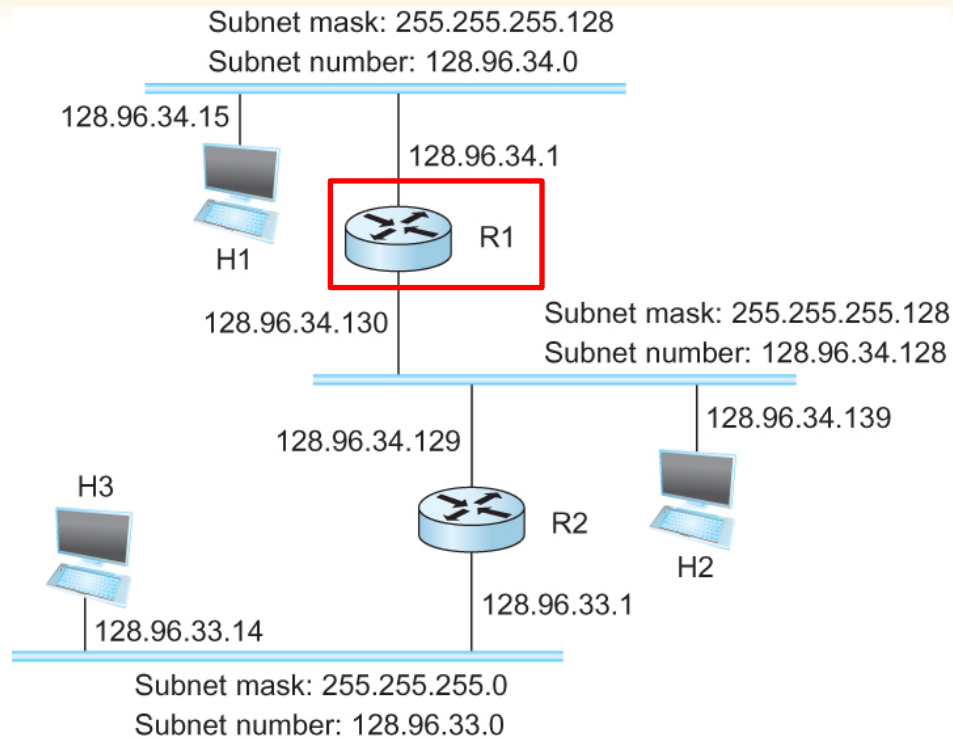 Subnet mask: 255.255.255.128
Subnet number: 128.96.34.0
128.96.34.15
128.96.34.1
H1
R1
128.96.34.130
Subnet mask: 255.255.255.128
Subnet number: 128.96.34.128
128.96.34.129
128.96.34.139
H3
R2
H2
128.96.33.14
128.96.33.1
Subnet mask: 255.255.255.0
Subnet number: 128.96.33.0